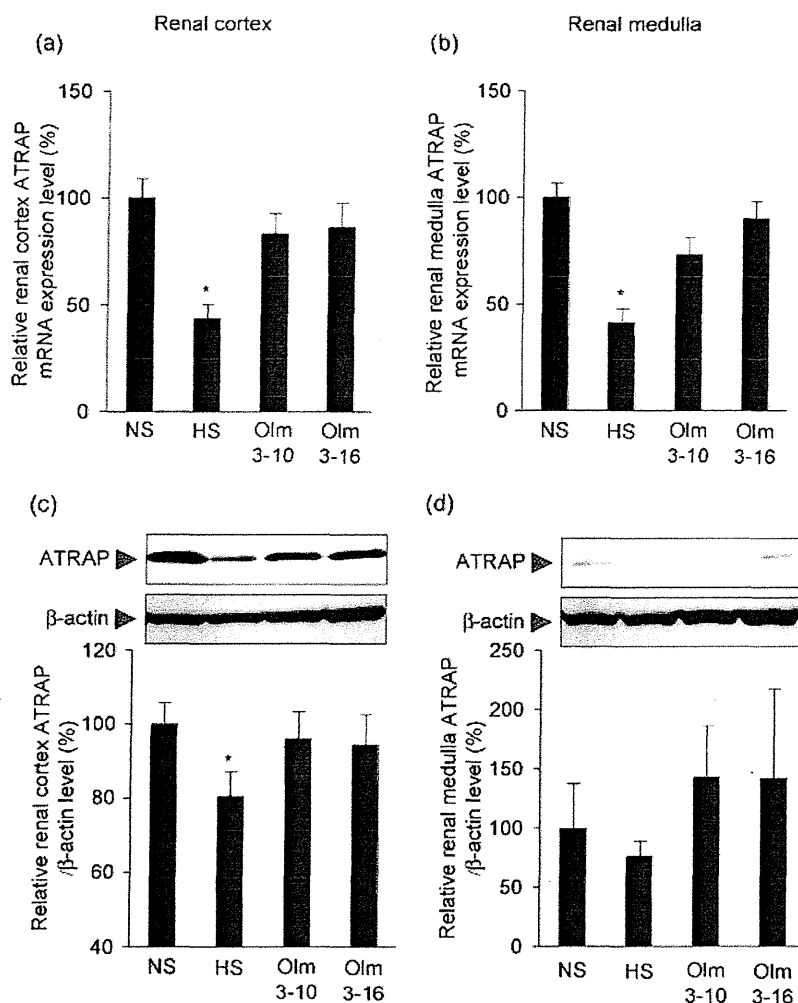 Renal cortex
Renal medulla
(a)
(b)
Relative renal cortex ATRAP
mRNA expression level (%)
150
100
50
0
*
NS
HS
Olm
3-10
Olm
3-16
Relative renal medulla ATRAP
mRNA expression level (%)
150
100
50
0
*
NS
HS
Olm
3-10
Olm
3-16
(c)
(d)
ATRAP
β-actin
Relative renal cortex ATRAP
/β-actin level (%)
120
100
80
60
40
*
NS
HS
Olm
3-10
Olm
3-16
ATRAP
β-actin
Relative renal medulla ATRAP
/β-actin level (%)
250
200
150
100
50
0
NS
HS
Olm
3-10
Olm
3-16